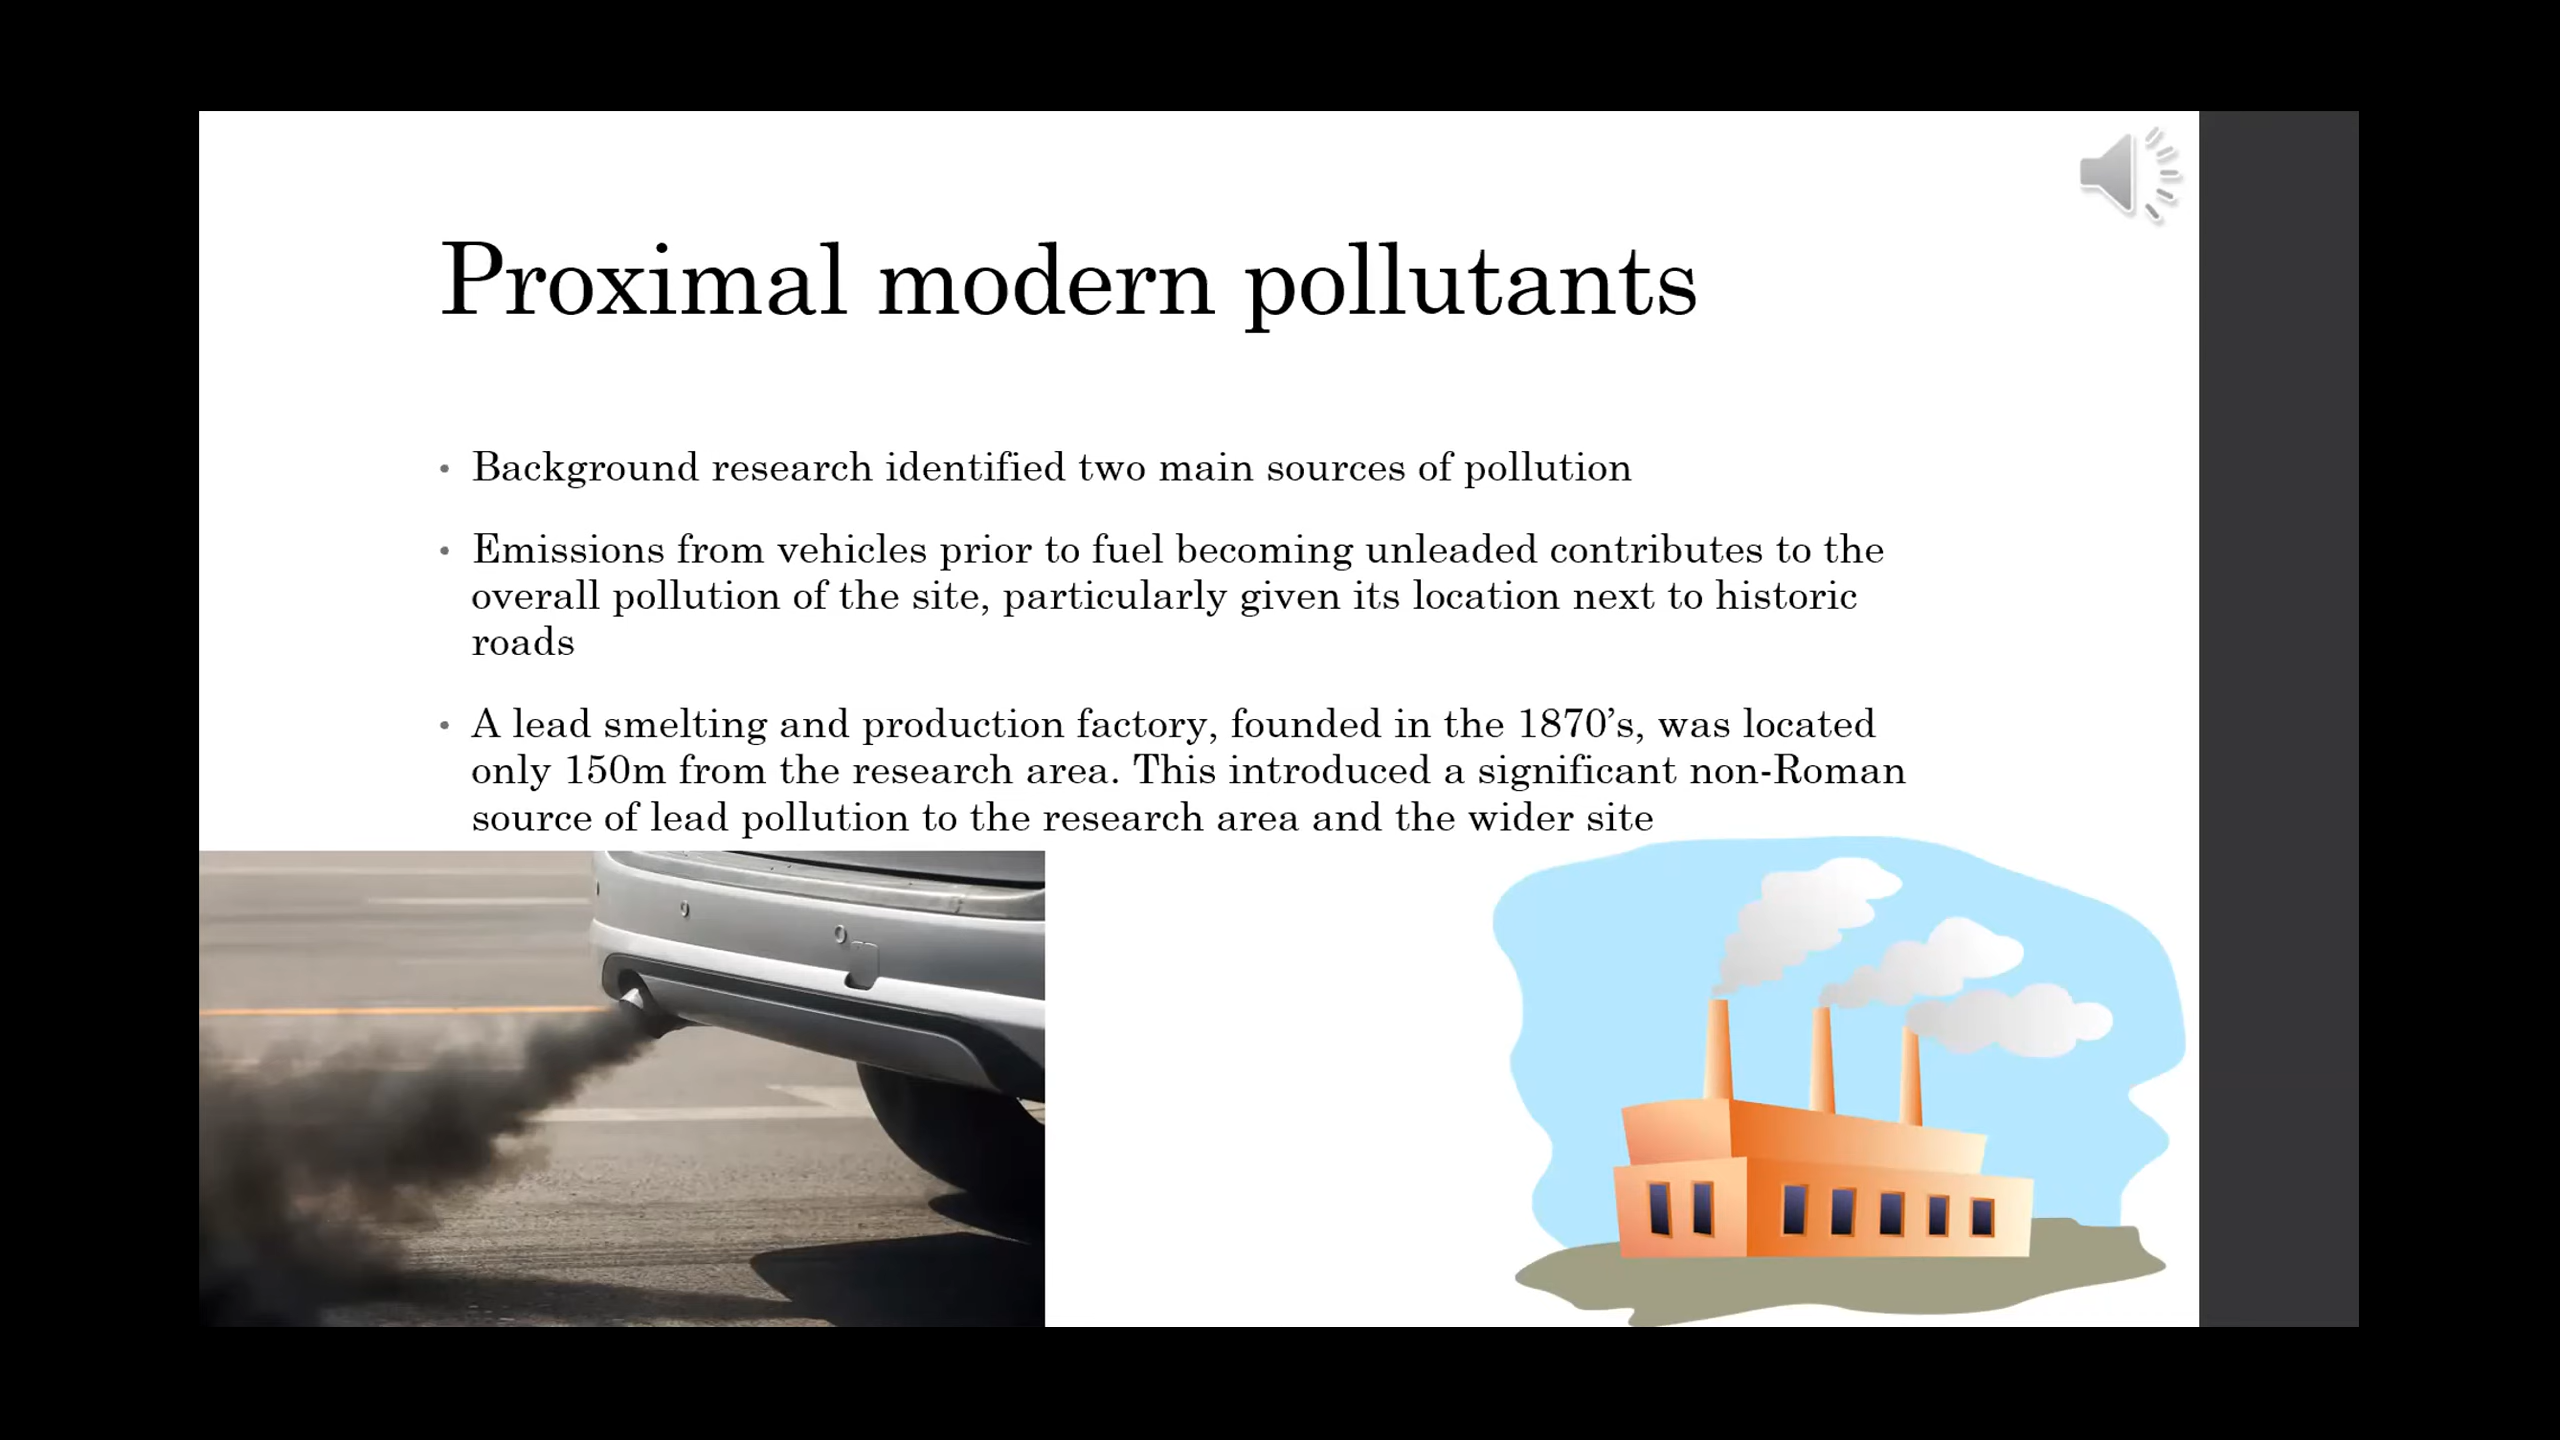 Proximal modern pollutants
• Background research identified two main sources of pollution
• Emissions from vehicles prior to fuel becoming unleaded contributes to the
overall pollution of the site, particularly given its location next to historic
roads
• A lead smelting and production factory, founded in the 1870’s, was located
only 150m from the research area. This introduced a significant non-Roman
source of lead pollution to the research area and the wider site